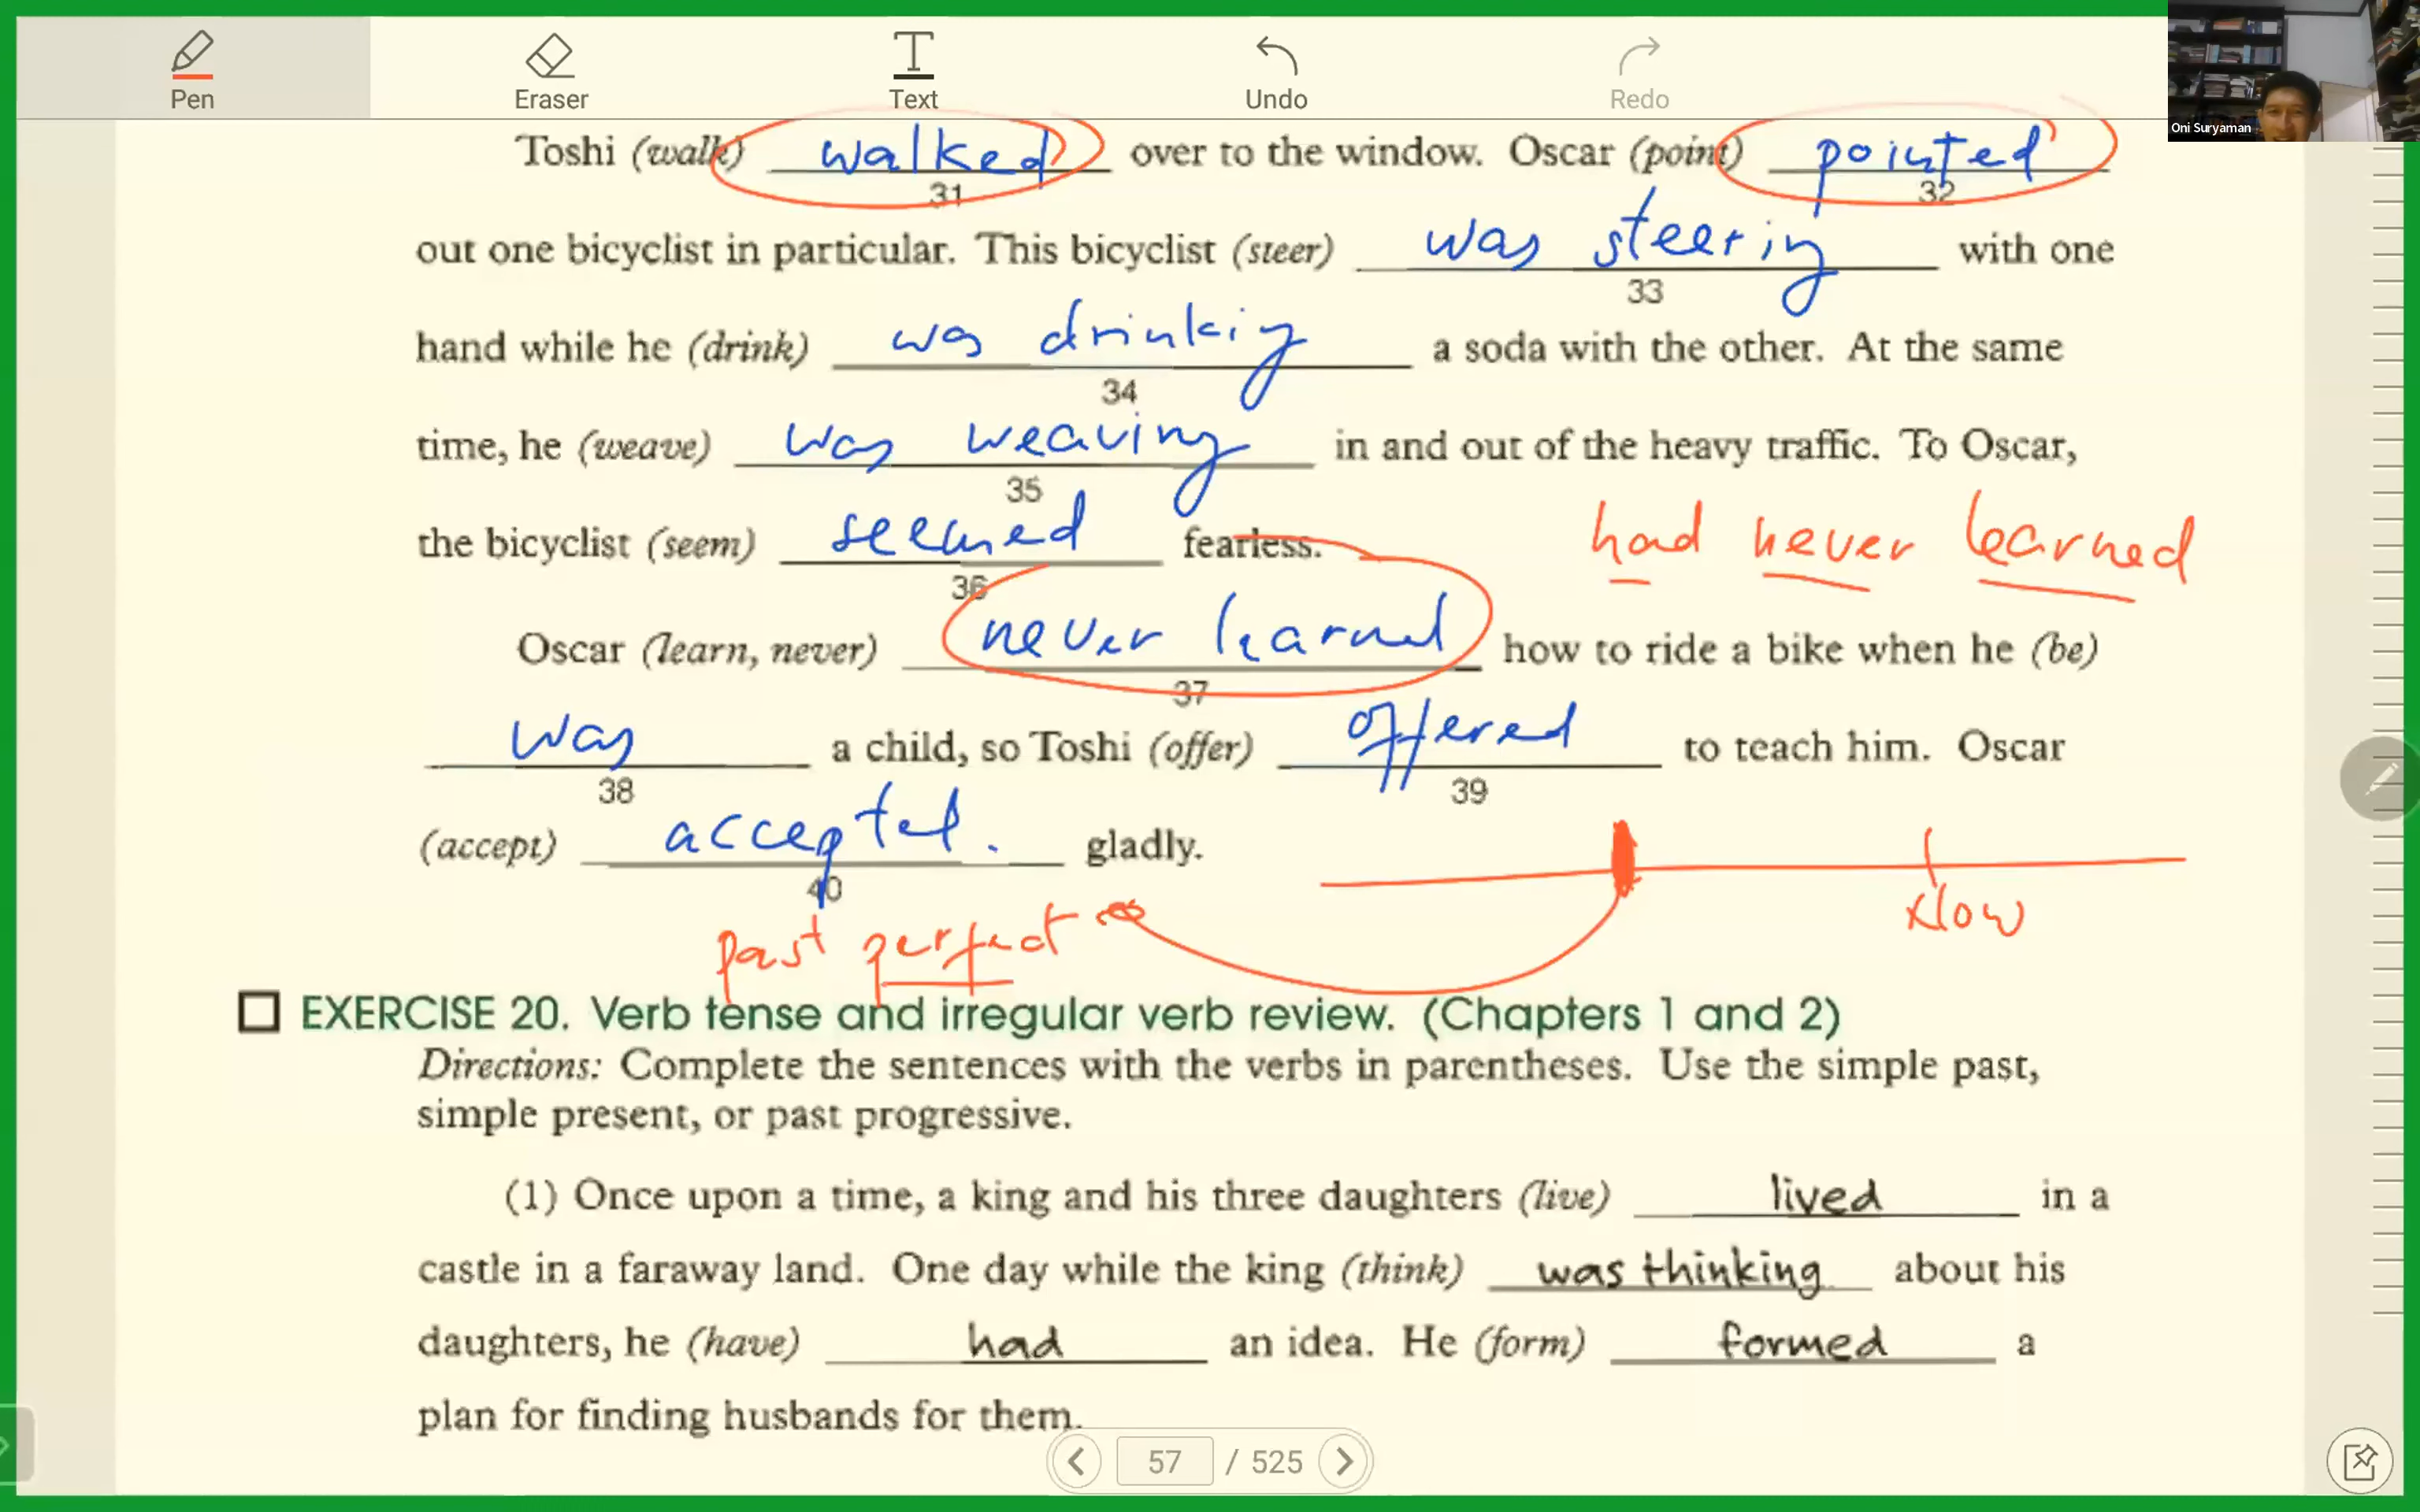 Pen Eraser Text Undo Redo
Oni Suryaman
Toshi (walk) walked over to the window. Oscar (point) pointed
31 32
out one bicyclist in particular. This bicyclist (steer) was steering with one
33
hand while he (drink) was drinking a soda with the other. At the same
34
time, he (weave) was weaving in and out of the heavy traffic. To Oscar,
35
the bicyclist (seem) seemed fearless. had never learned
36
Oscar (learn, never) never learned how to ride a bike when he (be)
37
was a child, so Toshi (offer) offered to teach him. Oscar
38 39
(accept) accepted. gladly.
40
Now
past perfect
EXERCISE 20. Verb tense and irregular verb review. (Chapters 1 and 2)
Directions: Complete the sentences with the verbs in parentheses. Use the simple past,
simple present, or past progressive.
(1) Once upon a time, a king and his three daughters (live) lived in a
castle in a faraway land. One day while the king (think) was thinking about his
daughters, he (have) had an idea. He (form) formed a
plan for finding husbands for them.
57 / 525